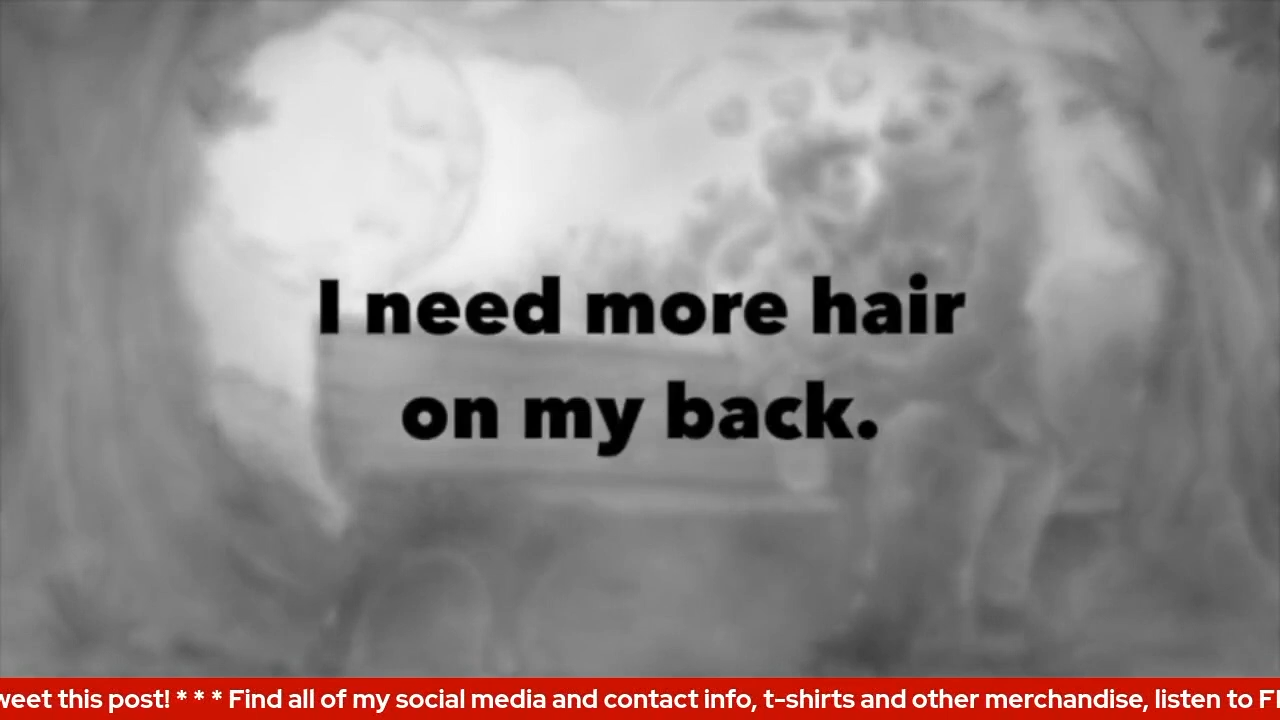 I need more hair
on my back.
weet this post! * * * Find all of my social media and contact info, t-shirts and other merchandise, listen to